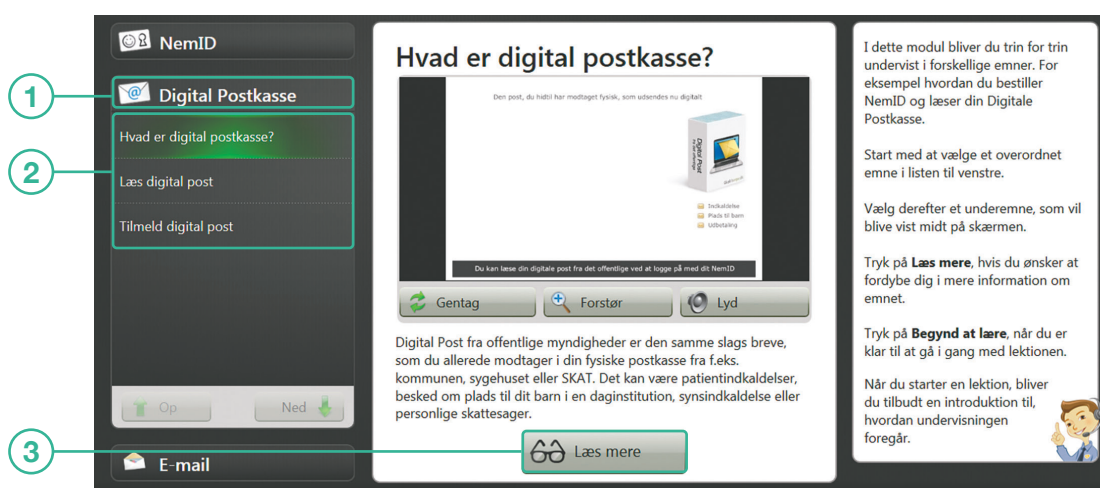 NemID
1
Digital Postkasse
2
Hvad er digital postkasse?
Læs digital post
Tilmeld digital post
Op
Ned
3
E-mail
Hvad er digital postkasse?
Den post, du hidtil har modtaget fysisk, som udsendes nu digitalt
Digital Post
Indkaldelse
Plads til barn
Udbetaling
Du kan læse din digitale post fra det offentlige ved at logge på med dit NemID
Gentag
Forstør
Lyd
Digital Post fra offentlige myndigheder er den samme slags breve,
som du allerede modtager i din fysiske postkasse fra f.eks.
kommunen, sygehuset eller SKAT. Det kan være patientindkaldelser,
besked om plads til dit barn i en daginstitution, synsindkaldelse eller
personlige skattesager.
Læs mere
I dette modul bliver du trin for trin
undervist i forskellige emner. For
eksempel hvordan du bestiller
NemID og læser din Digitale
Postkasse.
Start med at vælge et overordnet
emne i listen til venstre.
Vælg derefter et underemne, som vil
blive vist midt på skærmen.
Tryk på Læs mere, hvis du ønsker at
fordybe dig i mere information om
emnet.
Tryk på Begynd at lære, når du er
klar til at gå i gang med lektionen.
Når du starter en lektion, bliver
du tilbudt en introduktion til,
hvordan undervisningen
foregår.